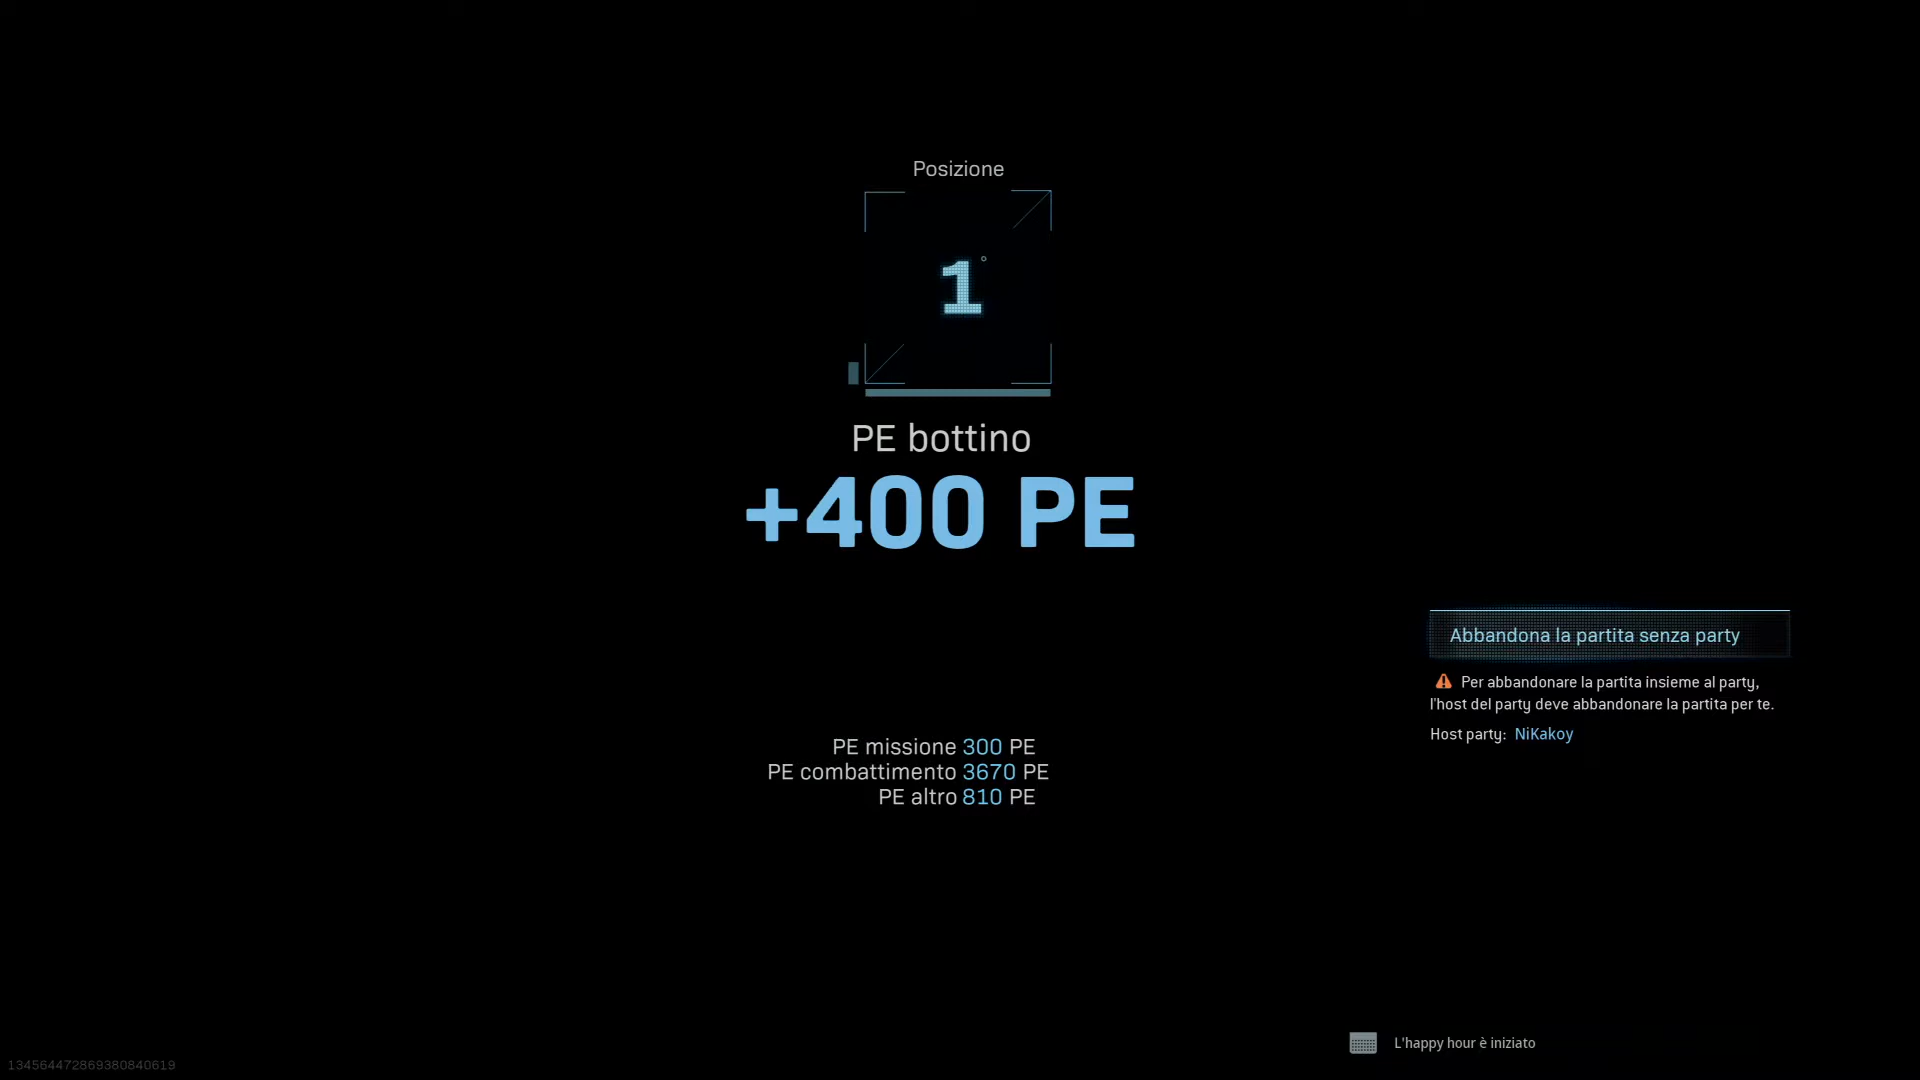 Posizione
1°
PE bottino
+400 PE
PE missione 300 PE
PE combattimento 3670 PE
PE altro 810 PE
Abbandona la partita senza party
Per abbandonare la partita insieme al party,
l'host del party deve abbandonare la partita per te.
Host party: NiKakoy
L'happy hour è iniziato
134564472869380840619